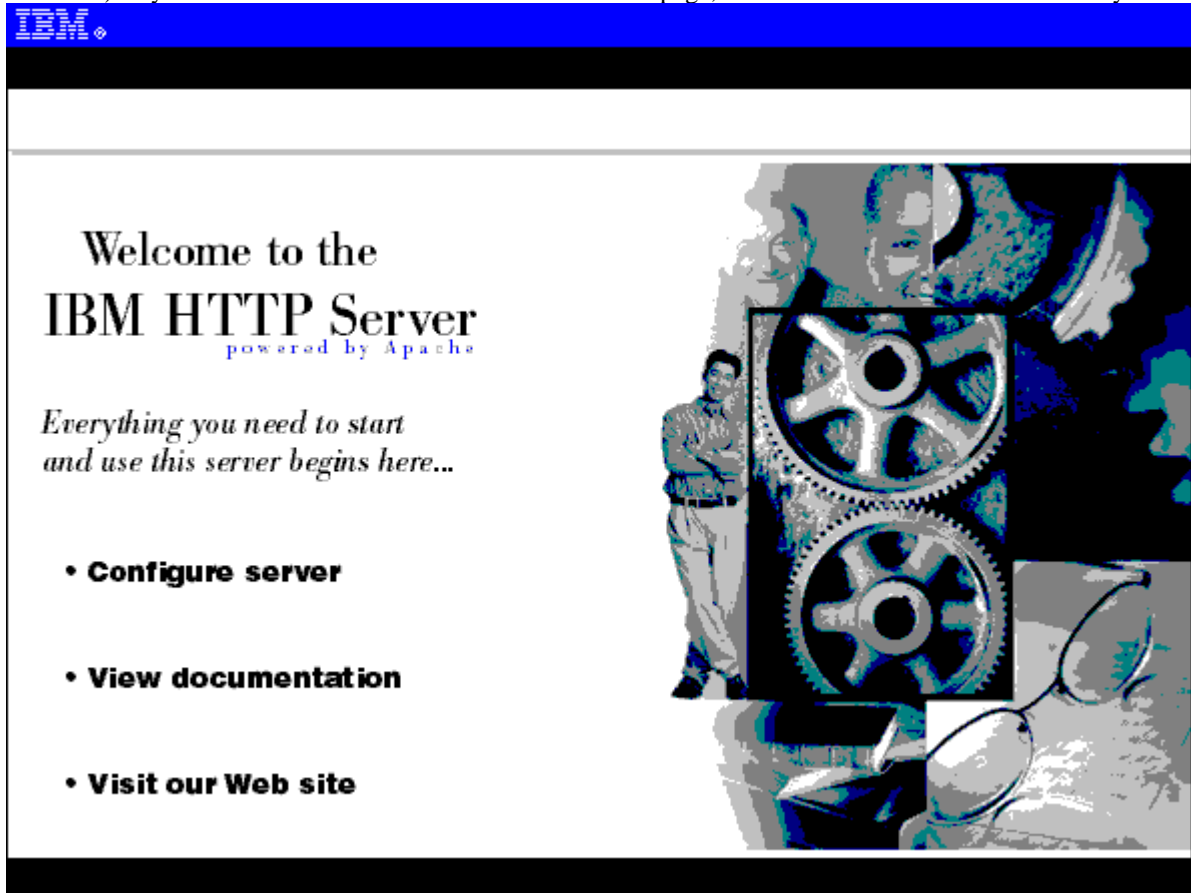 IBM®
Welcome to the
IBM HTTP Server
powered by Apache
Everything you need to start
and use this server begins here...
• Configure server
• View documentation
• Visit our Web site